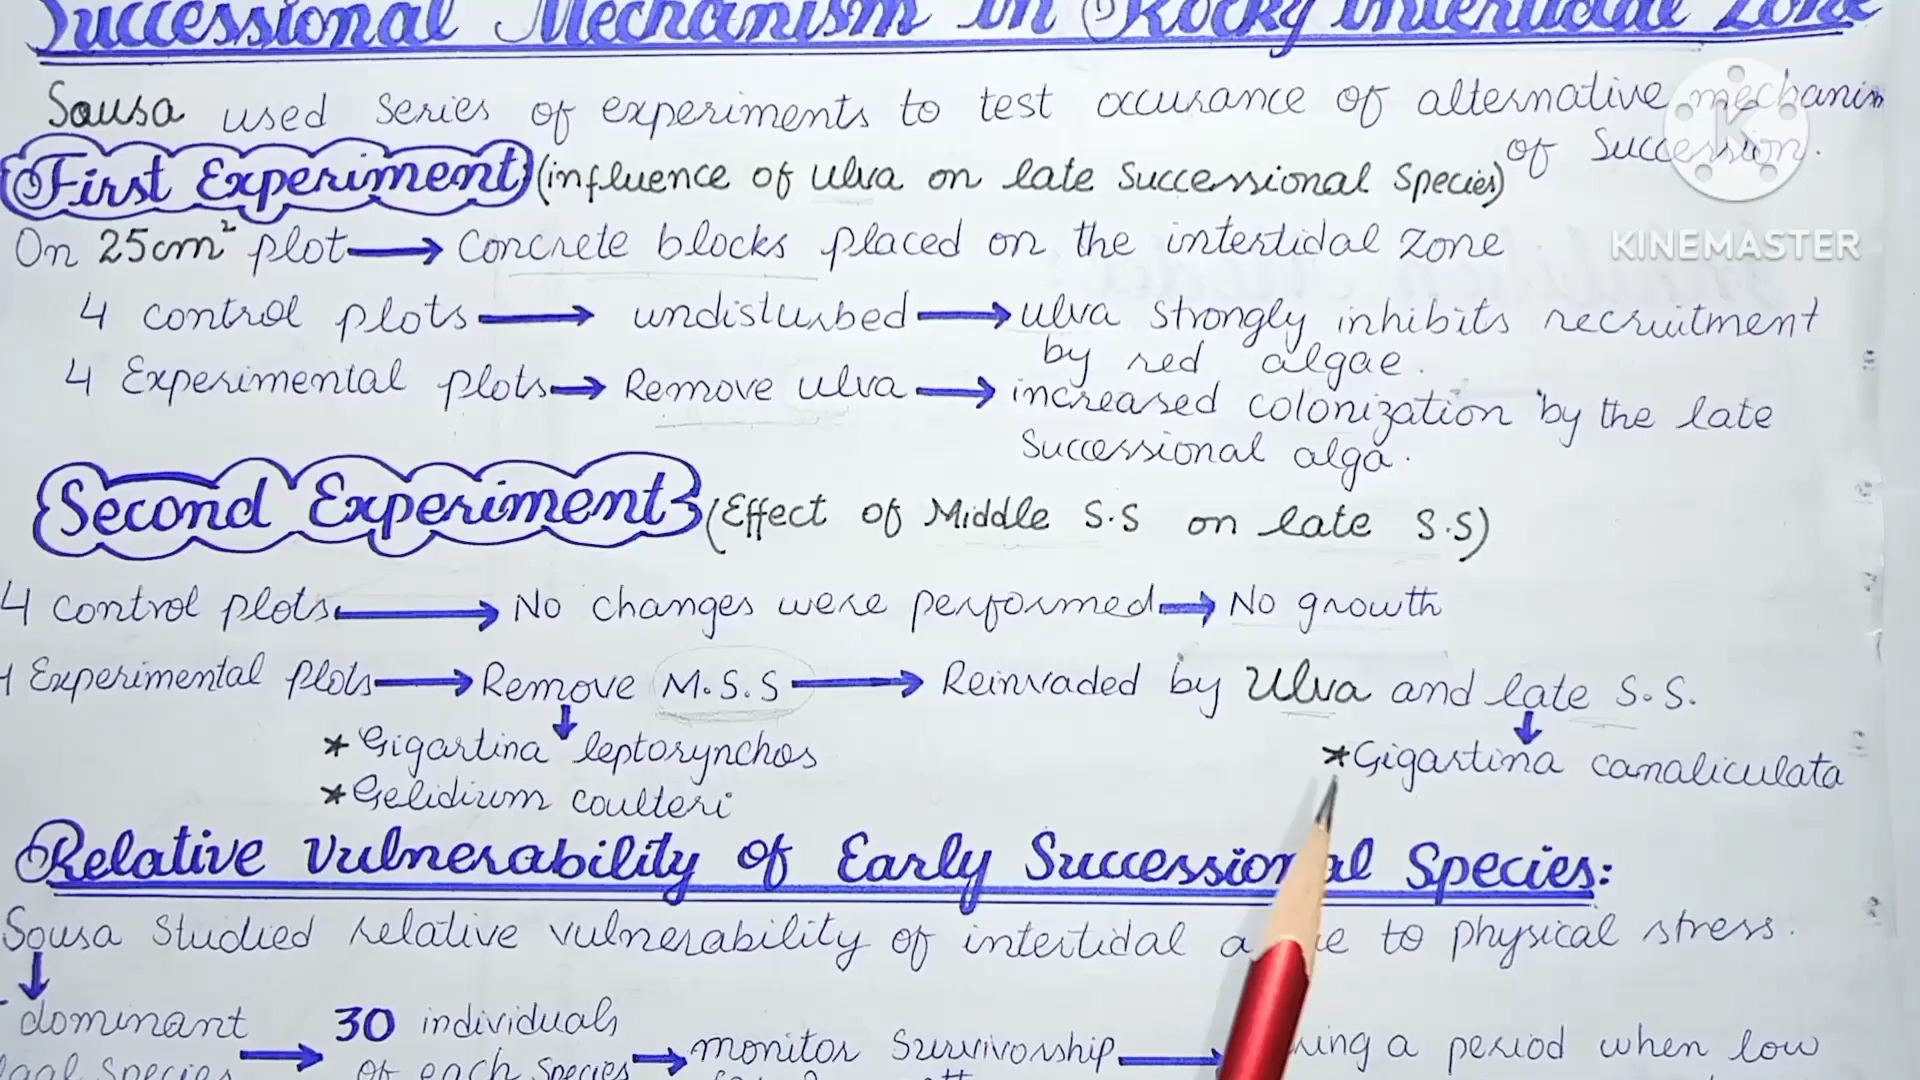 Successional Mechanism in Rocky Intertidal Zone
Sousa used series of experiments to test occurance of alternative mechanism
of Succession.
First Experiment (influence of ulva on late Successional Species)
On 25cm² plot → Concrete blocks placed on the intertidal zone
4 control plots → undisturbed → ulva strongly inhibits recruitment
by red algae.
4 Experimental plots → Remove ulva → increased colonization by the late
Successional alga.
Second Experiment (Effect of Middle S.S on late S.S)
4 control plots → No changes were performed → No growth
4 Experimental Plots → Remove M.S.S → Reinvaded by Ulva and late S.S.
* Gigartina leptorynchos
* Gelidium coulteri
* Gigartina canaliculata
Relative Vulnerability of Early Successional Species:
Sousa studied relative vulnerability of intertidal to physical stress.
dominant → 30 individuals
of each species → monitor survivorship → a period when low
KINEMASTER